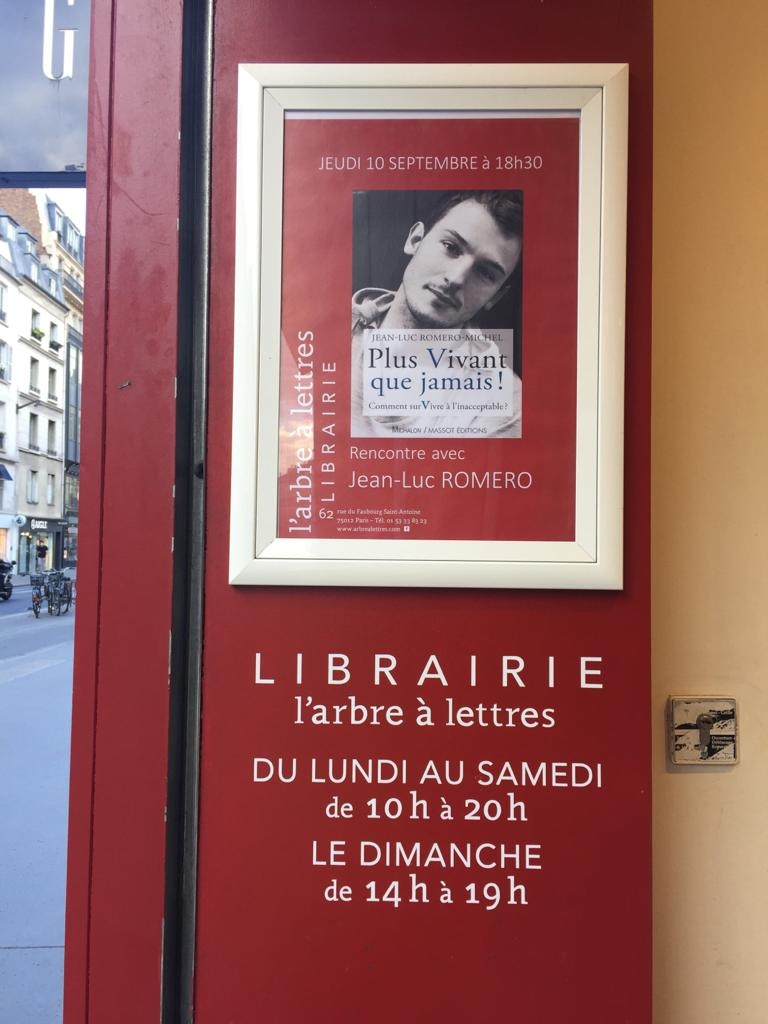 G
JEUDI 10 SEPTEMBRE à 18h30
JEAN-LUC ROMERO-MICHEL
Plus Vivant
que jamais !
Comment surVivre à l'inacceptable ?
MICHALON / MASSOT ÉDITIONS
Rencontre avec
Jean-Luc ROMERO
l'arbre à lettres
LIBRAIRIE
62 rue du Faubourg Saint-Antoine
75012 Paris - Tél. 01 53 33 83 23
www.arbrealettres.com
AIGLE
LIBRAIRIE
l'arbre à lettres
DU LUNDI AU SAMEDI
de 10h à 20h
LE DIMANCHE
de 14h à 19h